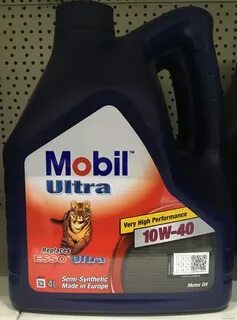 Mobil
Ultra
Very High Performance
10W-40
Replaces
ESSO Ultra
4L
Semi-Synthetic
Made in Europe
Motor Oil